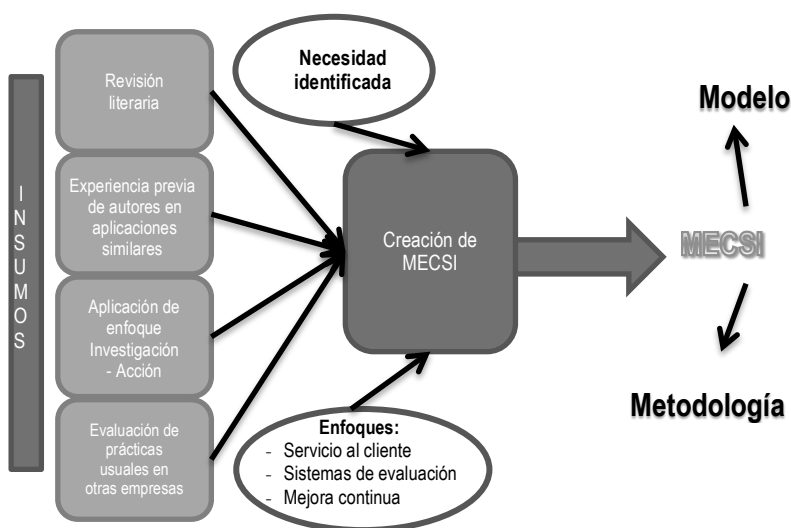 INSUMOS
Revisión
literaria
Experiencia previa
de autores en
aplicaciones
similares
Aplicación de
enfoque
Investigación
- Acción
Evaluación de
prácticas
usuales en
otras empresas
Necesidad
identificada
Creación de
MECSI
Enfoques:
- Servicio al cliente
- Sistemas de evaluación
- Mejora continua
Modelo
MECSI
Metodología